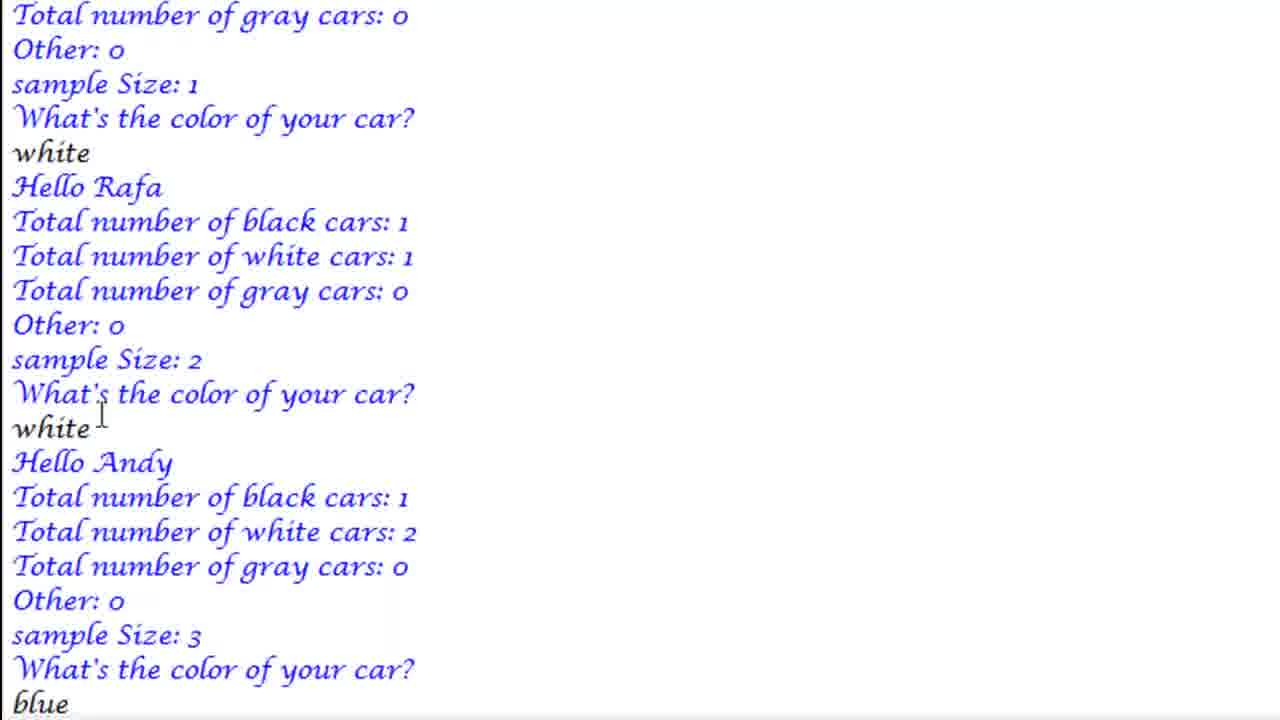 Total number of gray cars: 0
Other: 0
sample Size: 1
What's the color of your car?
white
Hello Rafa
Total number of black cars: 1
Total number of white cars: 1
Total number of gray cars: 0
Other: 0
sample Size: 2
What's the color of your car?
white
Hello Andy
Total number of black cars: 1
Total number of white cars: 2
Total number of gray cars: 0
Other: 0
sample Size: 3
What's the color of your car?
blue